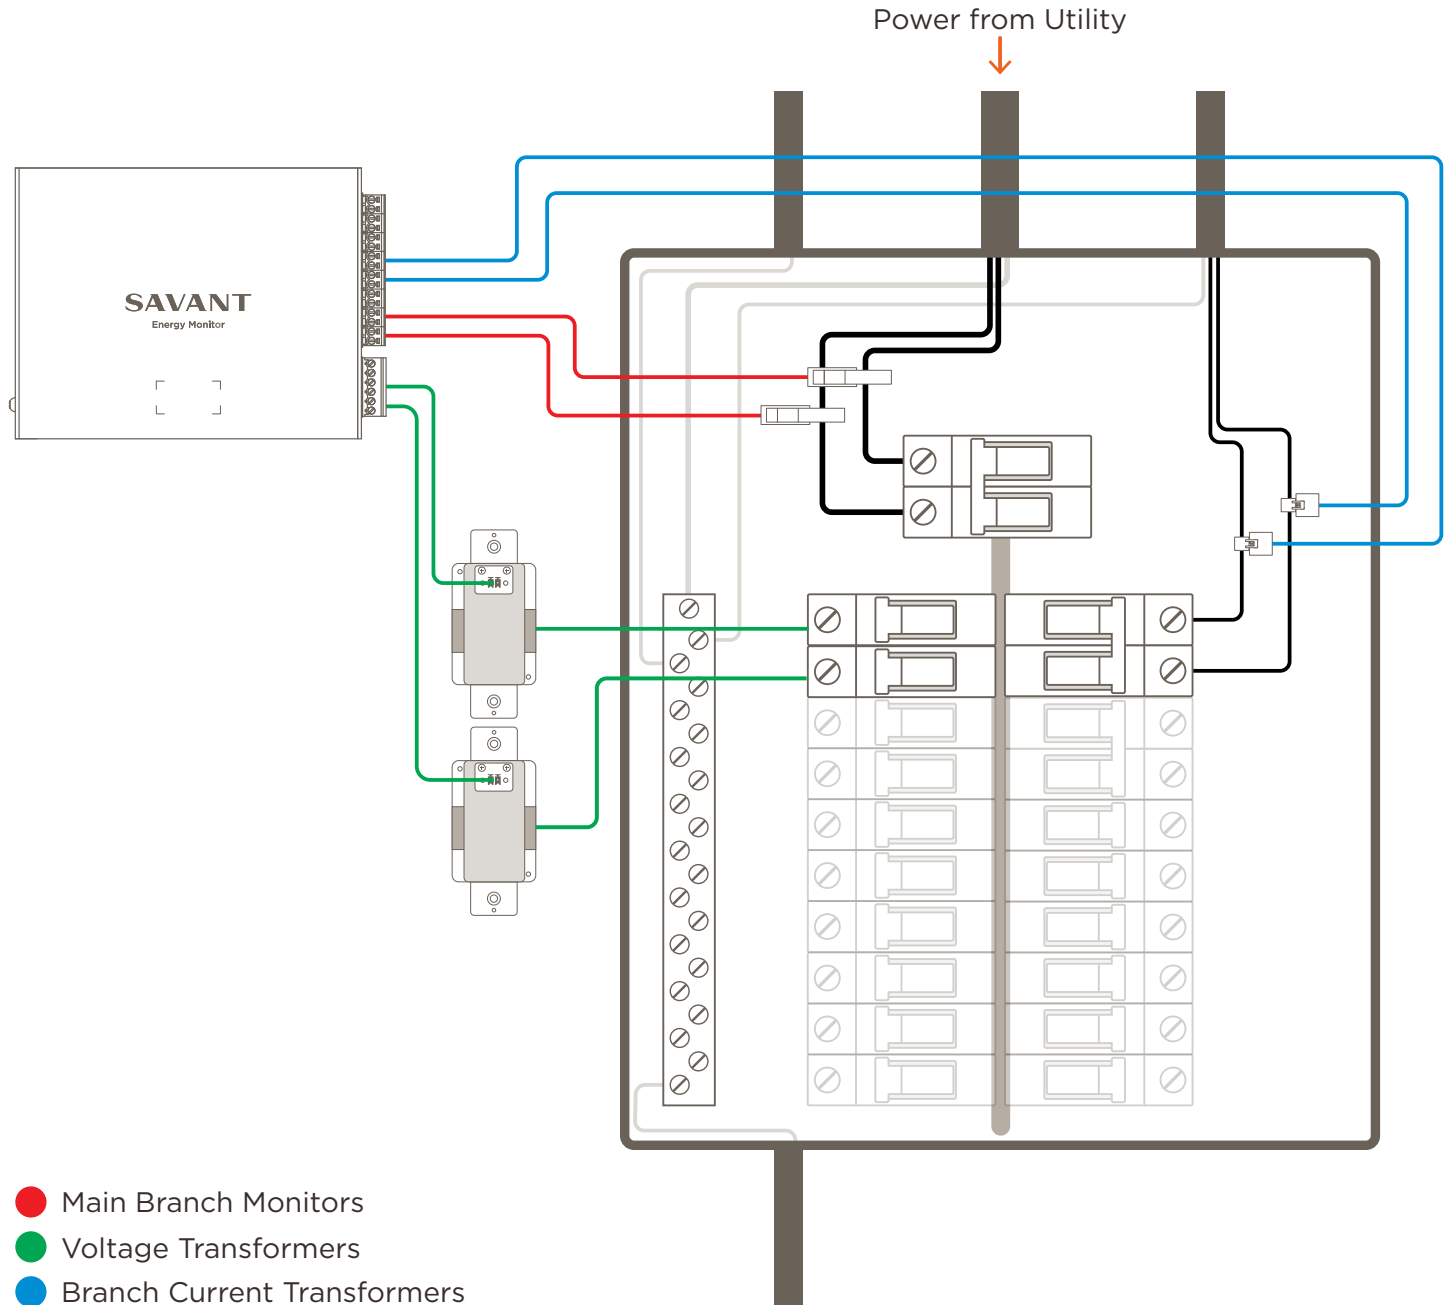 Power from Utility
SAVANT
Energy Monitor
Main Branch Monitors
Voltage Transformers
Branch Current Transformers